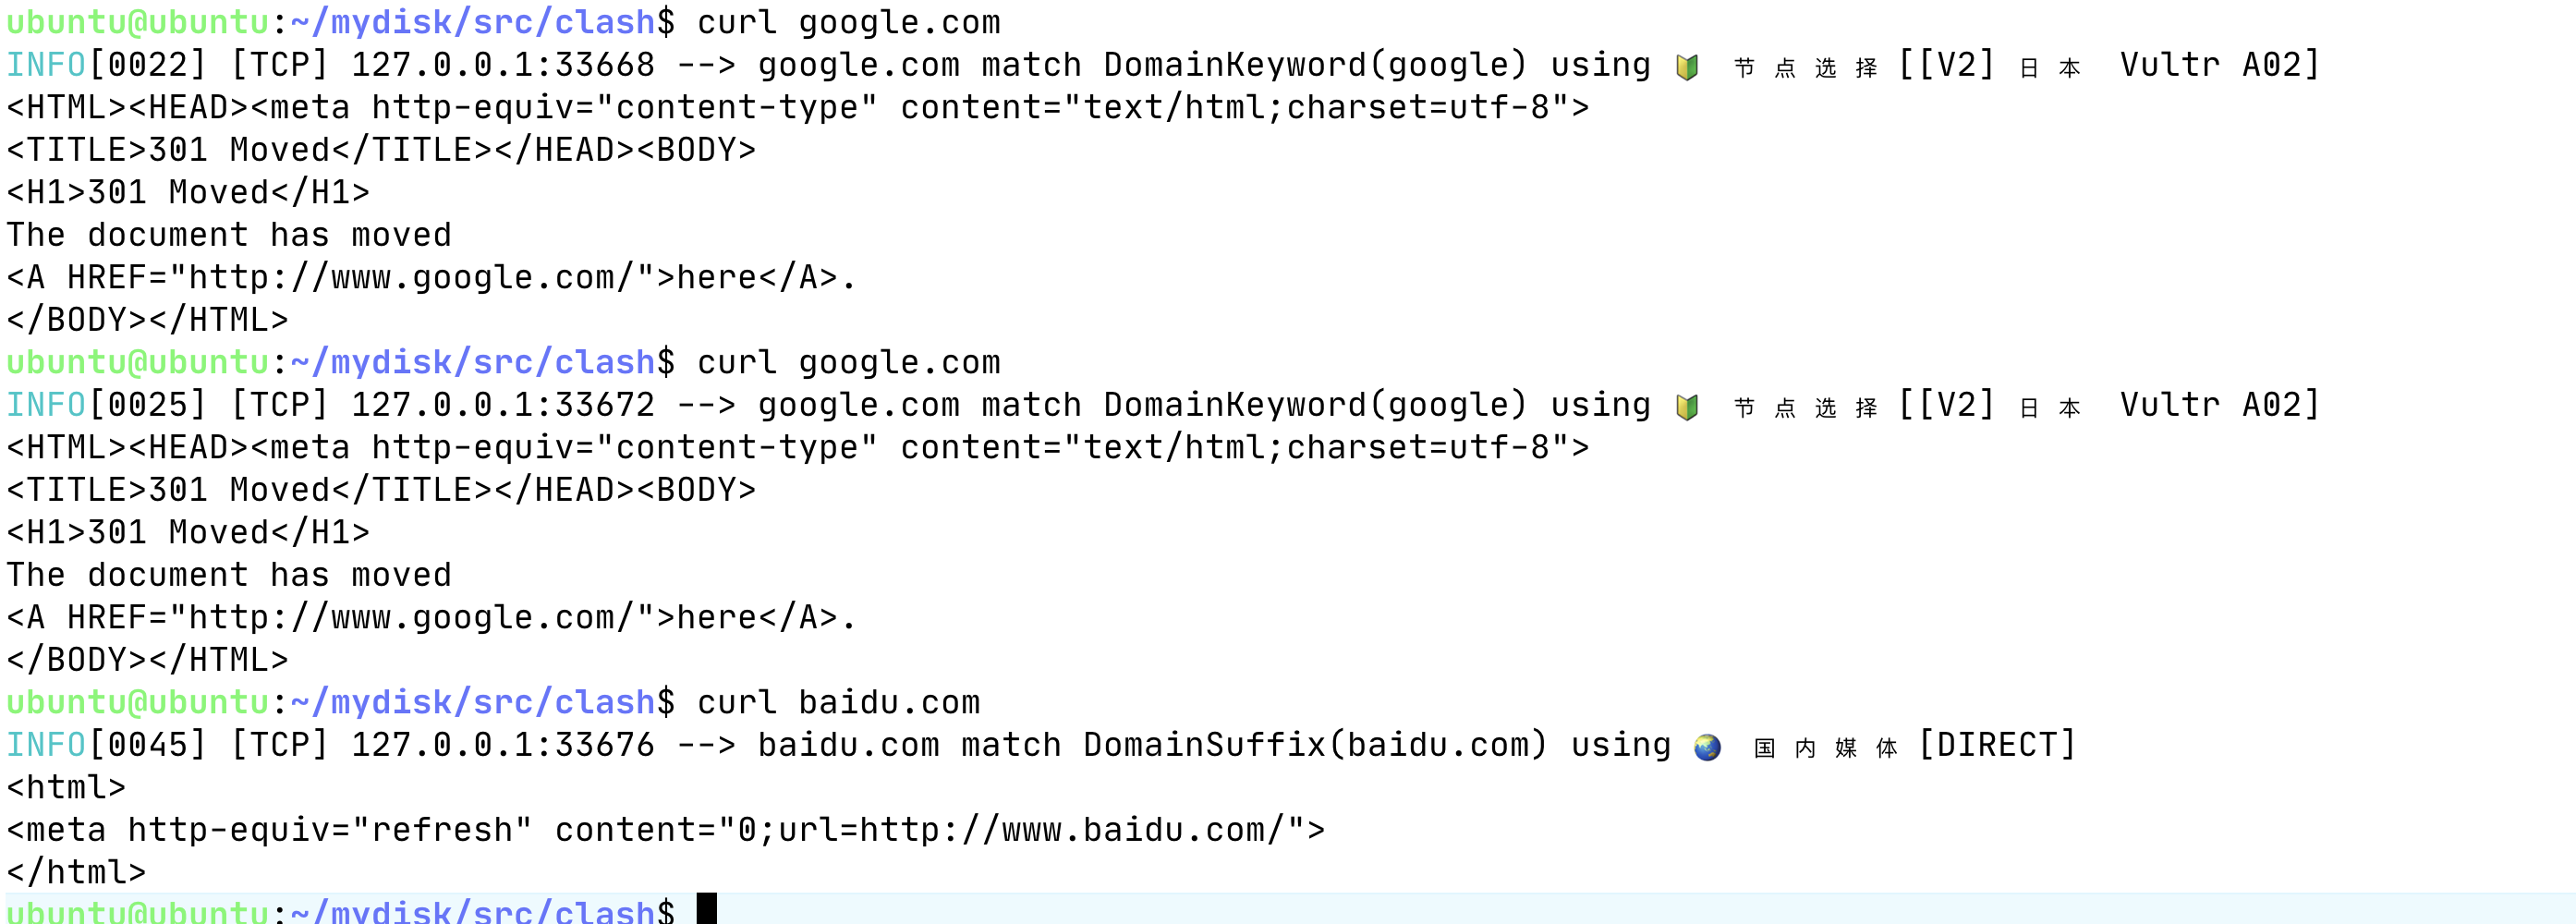 ubuntu@ubuntu:~/mydisk/src/clash$ curl google.com
INFO[0022] [TCP] 127.0.0.1:33668 --> google.com match DomainKeyword(google) using 🔰 节点选择[[V2] 日本 Vultr A02]
<HTML><HEAD><meta http-equiv="content-type" content="text/html;charset=utf-8">
<TITLE>301 Moved</TITLE></HEAD><BODY>
<H1>301 Moved</H1>
The document has moved
<A HREF="http://www.google.com/">here</A>.
</BODY></HTML>
ubuntu@ubuntu:~/mydisk/src/clash$ curl google.com
INFO[0025] [TCP] 127.0.0.1:33672 --> google.com match DomainKeyword(google) using 🔰 节点选择[[V2] 日本 Vultr A02]
<HTML><HEAD><meta http-equiv="content-type" content="text/html;charset=utf-8">
<TITLE>301 Moved</TITLE></HEAD><BODY>
<H1>301 Moved</H1>
The document has moved
<A HREF="http://www.google.com/">here</A>.
</BODY></HTML>
ubuntu@ubuntu:~/mydisk/src/clash$ curl baidu.com
INFO[0045] [TCP] 127.0.0.1:33676 --> baidu.com match DomainSuffix(baidu.com) using 🌏 国内媒体[DIRECT]
<html>
<meta http-equiv="refresh" content="0;url=http://www.baidu.com/">
</html>
ubuntu@ubuntu:~/mydisk/src/clash$